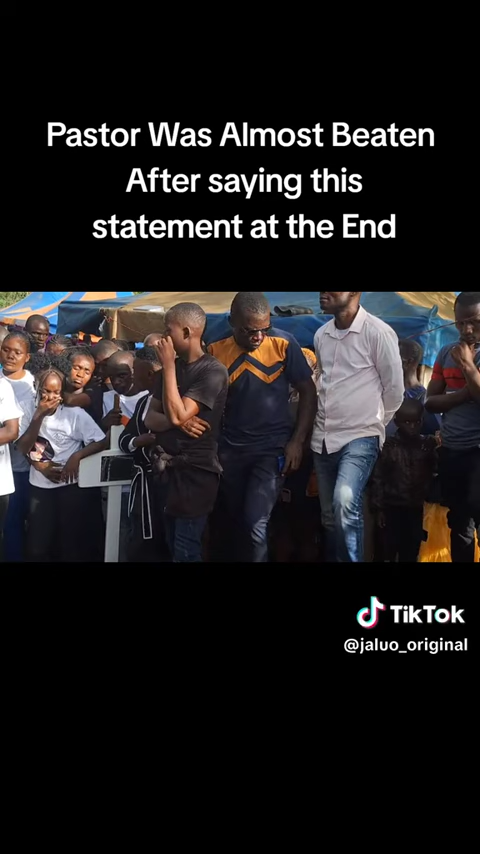 Pastor Was Almost Beaten
After saying this
statement at the End
TikTok
@jaluo_original